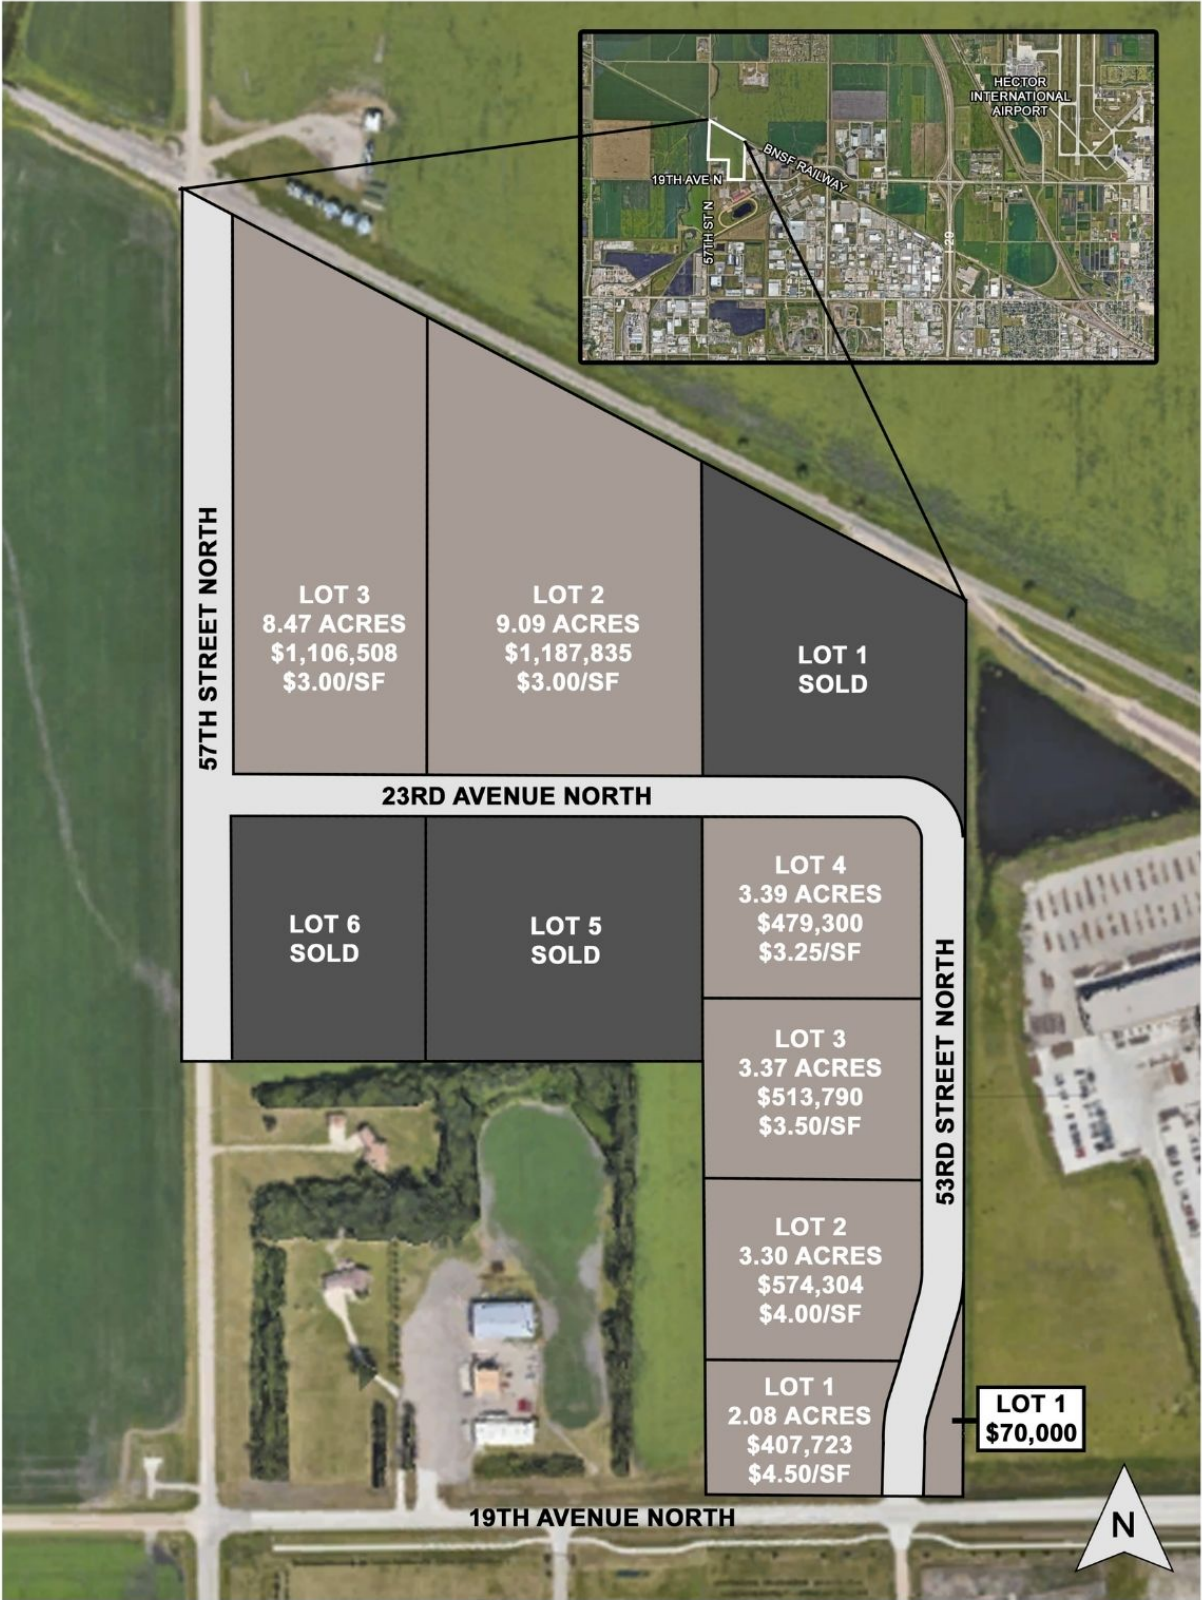 HECTOR
INTERNATIONAL
AIRPORT
BNSF RAILWAY
19TH AVE N
57TH ST N
I-29
57TH STREET NORTH
LOT 3
8.47 ACRES
$1,106,508
$3.00/SF
LOT 2
9.09 ACRES
$1,187,835
$3.00/SF
LOT 1
SOLD
23RD AVENUE NORTH
LOT 6
SOLD
LOT 5
SOLD
LOT 4
3.39 ACRES
$479,300
$3.25/SF
53RD STREET NORTH
LOT 3
3.37 ACRES
$513,790
$3.50/SF
LOT 2
3.30 ACRES
$574,304
$4.00/SF
LOT 1
2.08 ACRES
$407,723
$4.50/SF
LOT 1
$70,000
19TH AVENUE NORTH
N